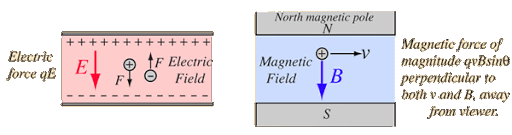 Electric
force qE
+ + + + + + + + + + + + + +
E
+
F
F
−
Electric
Field
− − − − − − − − − − −
North magnetic pole
N
Magnetic
Field
+
v
B
S
Magnetic force of
magnitude qvBsinθ
perpendicular to
both v and B, away
from viewer.